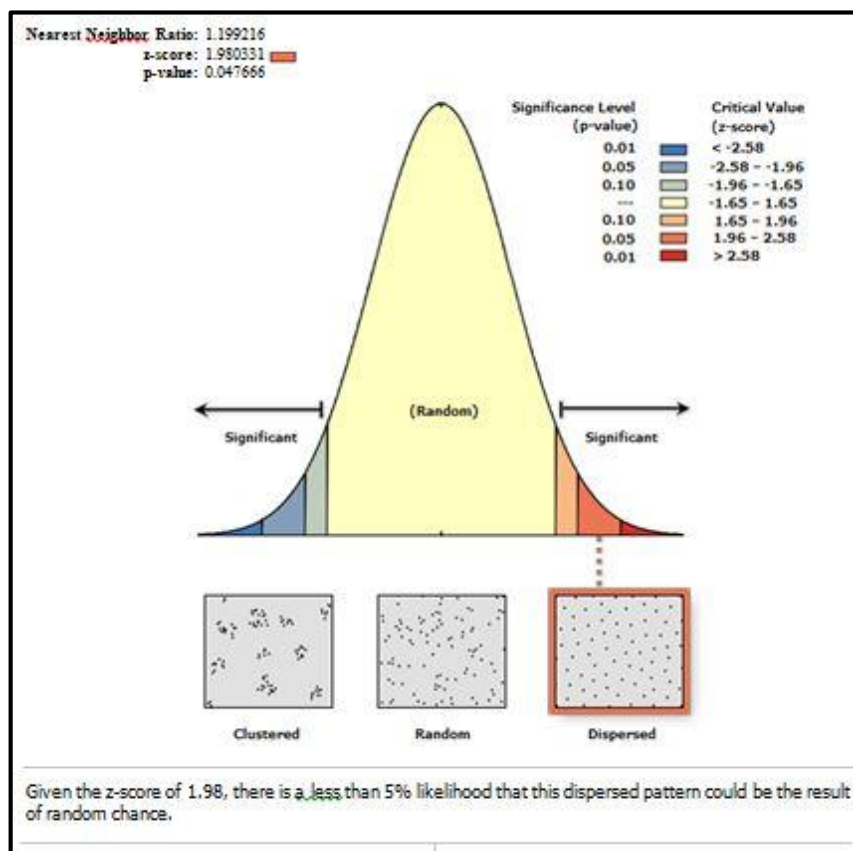 Nearest Neighbor Ratio: 1.199216
z-score: 1.980331
p-value: 0.047666
Significance Level Critical Value
(p-value) (z-score)
0.01 < -2.58
0.05 -2.58 - -1.96
0.10 -1.96 - -1.65
--- -1.65 - 1.65
0.10 1.65 - 1.96
0.05 1.96 - 2.58
0.01 > 2.58
(Random)
Significant Significant
Clustered Random Dispersed
Given the z-score of 1.98, there is a less than 5% likelihood that this dispersed pattern could be the result
of random chance.